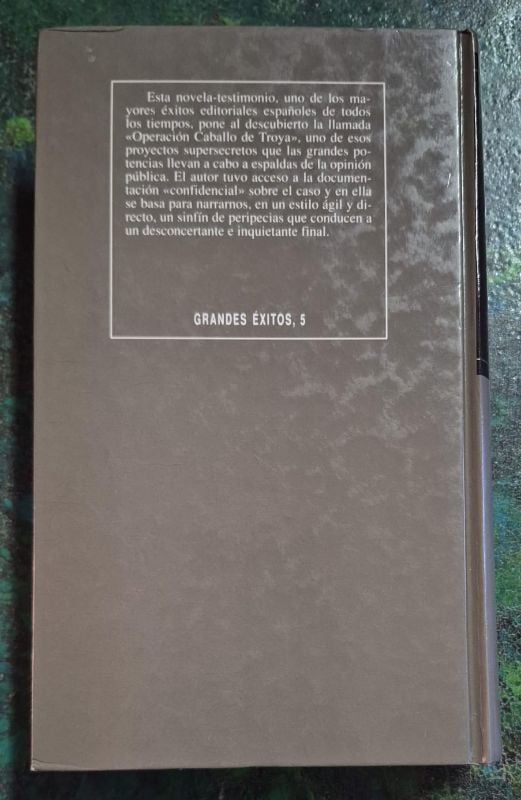 Esta novela-testimonio, uno de los ma-
yores éxitos editoriales españoles de todos
los tiempos, pone al descubierto la llamada
«Operación Caballo de Troya», uno de esos
proyectos supersecretos que las grandes po-
tencias llevan a cabo a espaldas de la opinión
pública. El autor tuvo acceso a la documen-
tación «confidencial» sobre el caso y en ella
se basa para narrarnos, en un estilo ágil y di-
recto, un sinfín de peripecias que conducen a
un desconcertante e inquietante final.
GRANDES ÉXITOS, 5